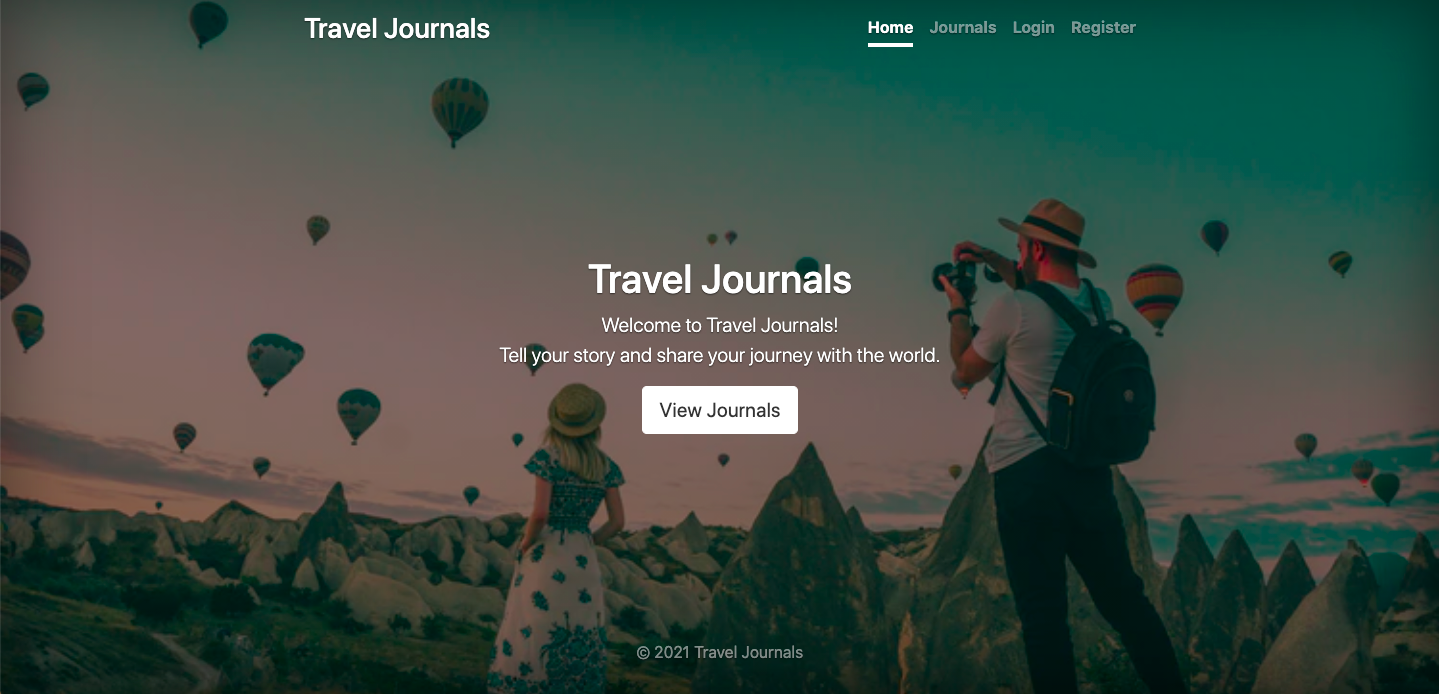 Travel Journals
Home Journals Login Register
Travel Journals
Welcome to Travel Journals!
Tell your story and share your journey with the world.
View Journals
© 2021 Travel Journals